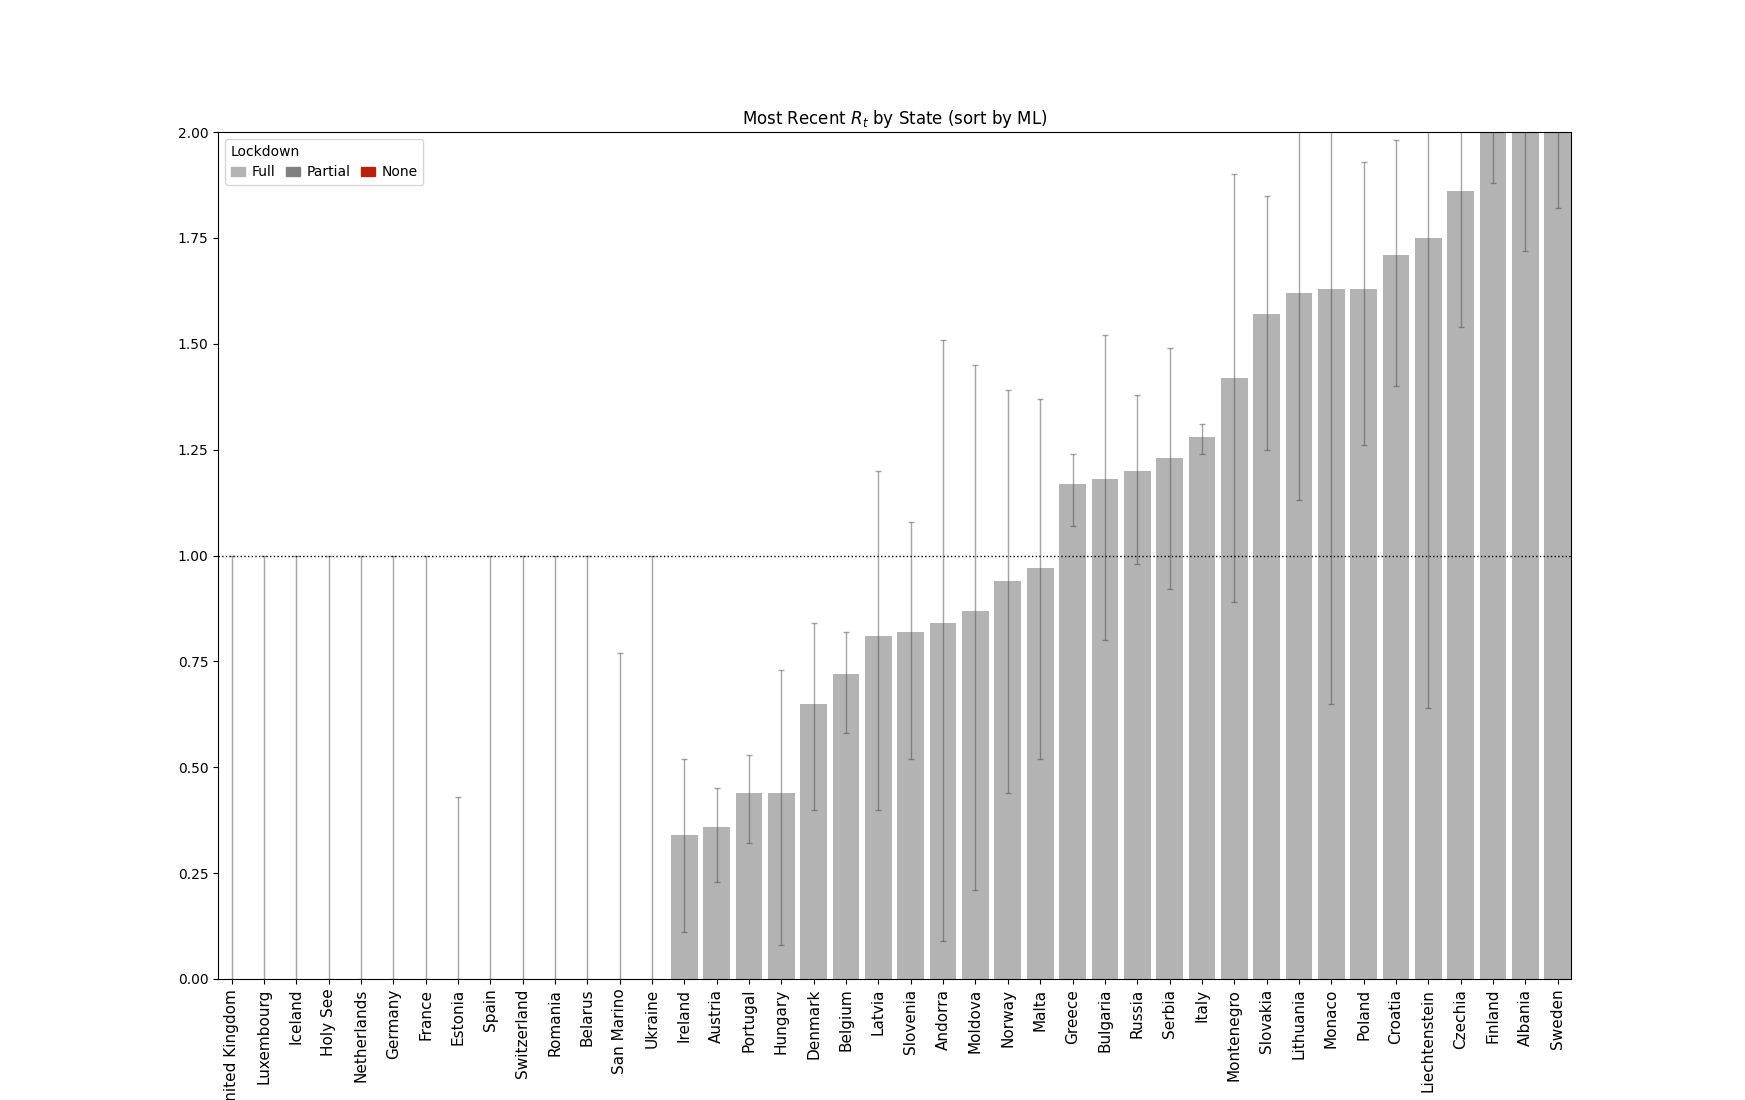 Most Recent R_t by State (sort by ML)
Lockdown
Full Partial None
2.00
1.75
1.50
1.25
1.00
0.75
0.50
0.25
0.00
nited Kingdom
Luxembourg
Iceland
Holy See
Netherlands
Germany
France
Estonia
Spain
Switzerland
Romania
Belarus
San Marino
Ukraine
Ireland
Austria
Portugal
Hungary
Denmark
Belgium
Latvia
Slovenia
Andorra
Moldova
Norway
Malta
Greece
Bulgaria
Russia
Serbia
Italy
Montenegro
Slovakia
Lithuania
Monaco
Poland
Croatia
Liechtenstein
Czechia
Finland
Albania
Sweden